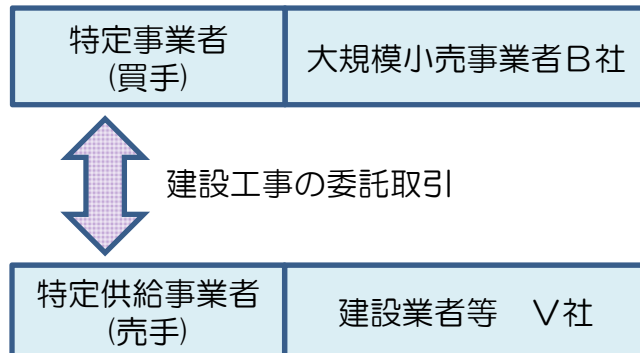 特定事業者
(買手)
大規模小売事業者B社
建設工事の委託取引
特定供給事業者
(売手)
建設業者等　V社